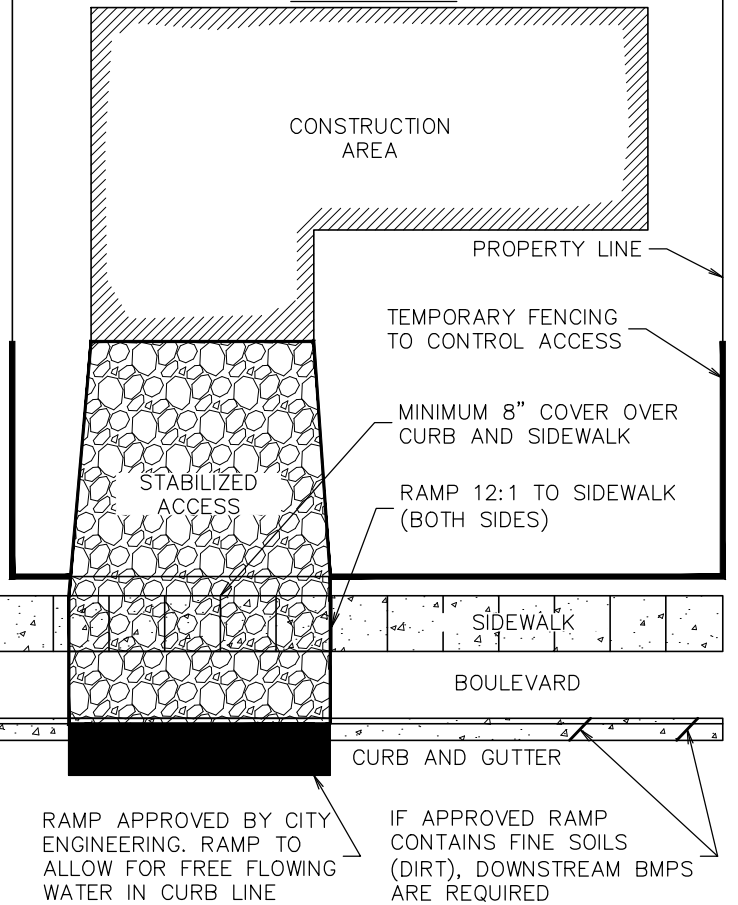 CONSTRUCTION
AREA
PROPERTY LINE
TEMPORARY FENCING
TO CONTROL ACCESS
MINIMUM 8" COVER OVER
CURB AND SIDEWALK
STABILIZED
ACCESS
RAMP 12:1 TO SIDEWALK
(BOTH SIDES)
SIDEWALK
BOULEVARD
CURB AND GUTTER
RAMP APPROVED BY CITY
ENGINEERING. RAMP TO
ALLOW FOR FREE FLOWING
WATER IN CURB LINE
IF APPROVED RAMP
CONTAINS FINE SOILS
(DIRT), DOWNSTREAM BMPS
ARE REQUIRED